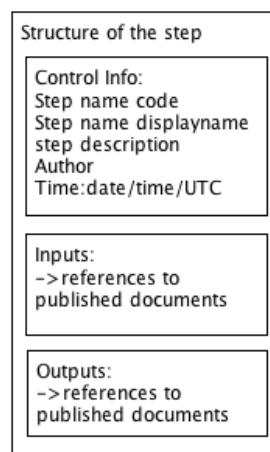 Structure of the step
Control Info:
Step name code
Step name displayname
step description
Author
Time:date/time/UTC
Inputs:
->references to
published documents
Outputs:
->references to
published documents